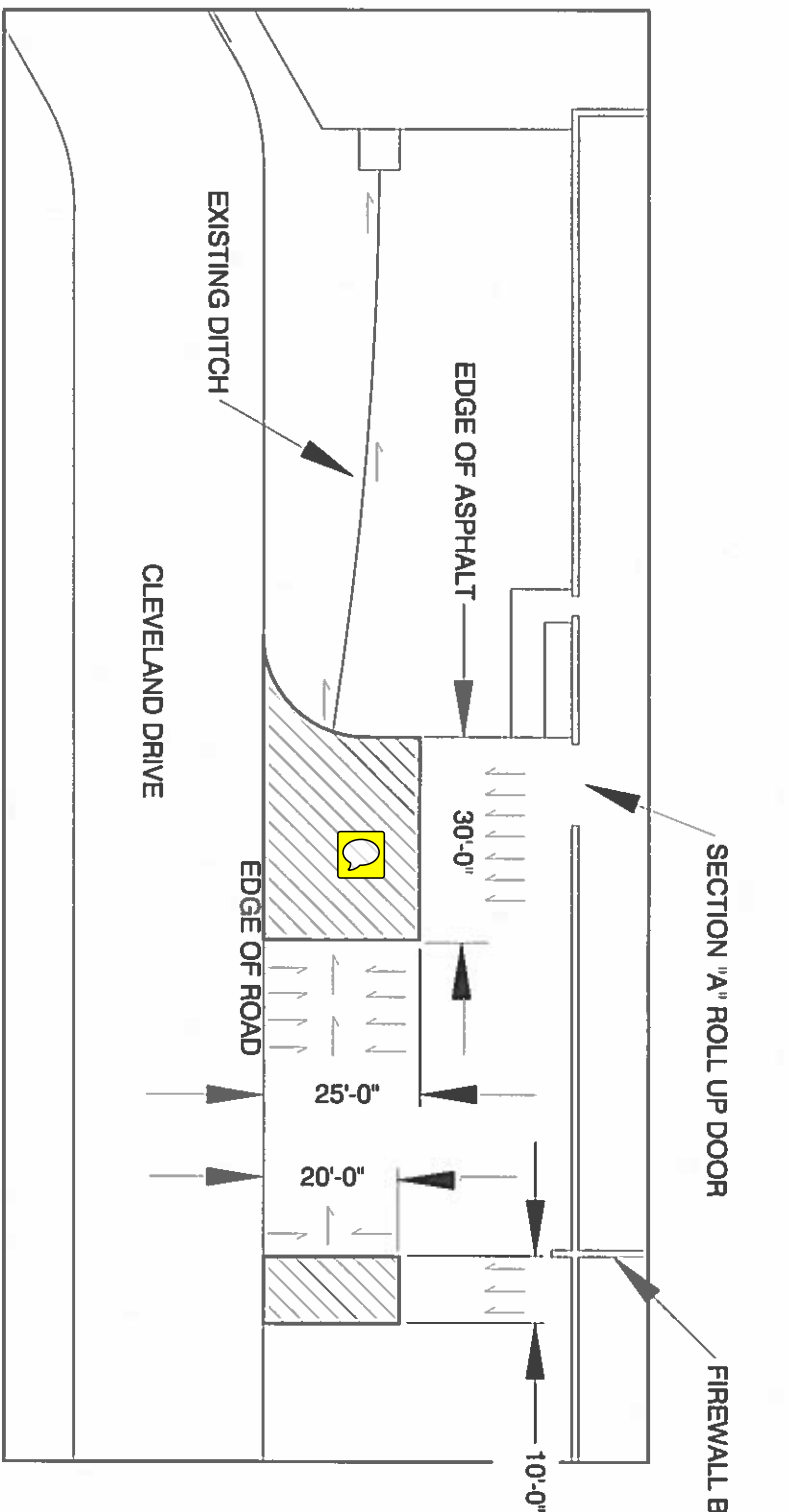 SECTION "A" ROLL UP DOOR
FIREWALL B
EDGE OF ASPHALT
30'-0"
10'-0"
25'-0"
20'-0"
EXISTING DITCH
EDGE OF ROAD
CLEVELAND DRIVE